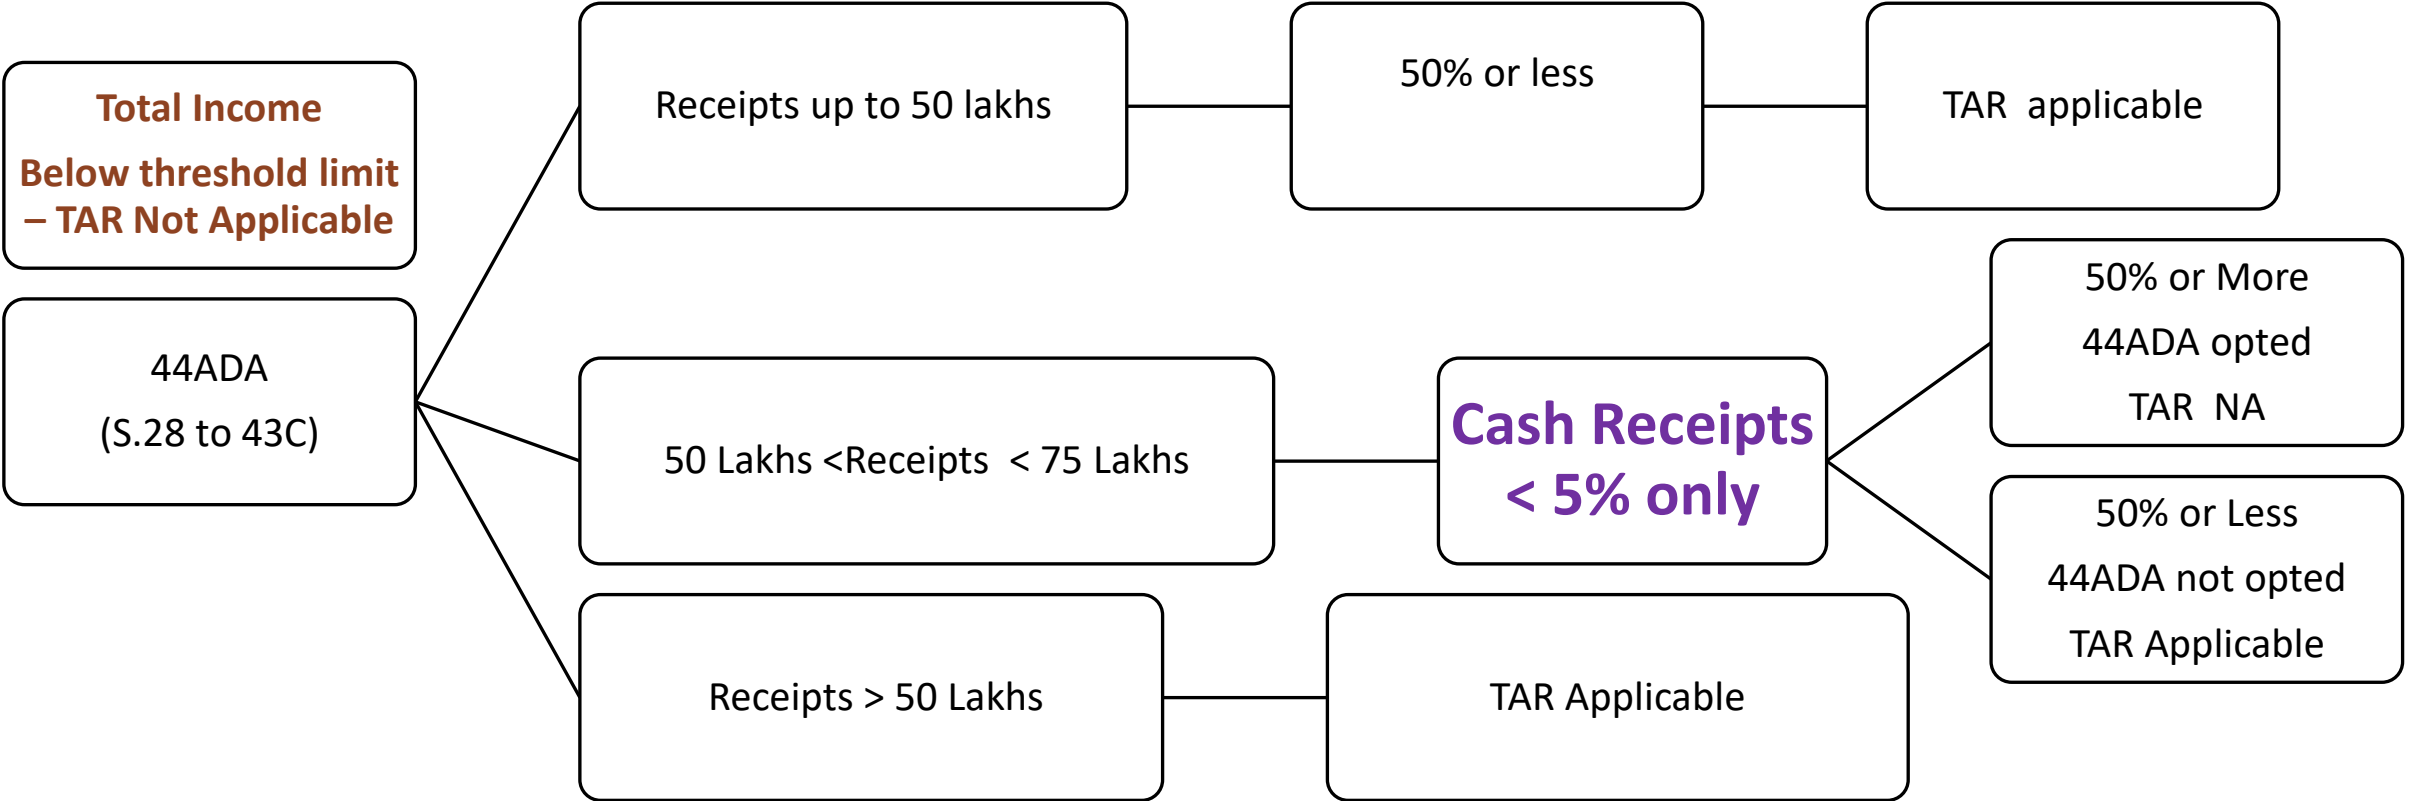 Total Income
Below threshold limit
– TAR Not Applicable
44ADA
(S.28 to 43C)
Receipts up to 50 lakhs
50% or less
TAR  applicable
50 Lakhs <Receipts  < 75 Lakhs
Cash Receipts
< 5% only
50% or More
44ADA opted
TAR  NA
50% or Less
44ADA not opted
TAR Applicable
Receipts > 50 Lakhs
TAR Applicable